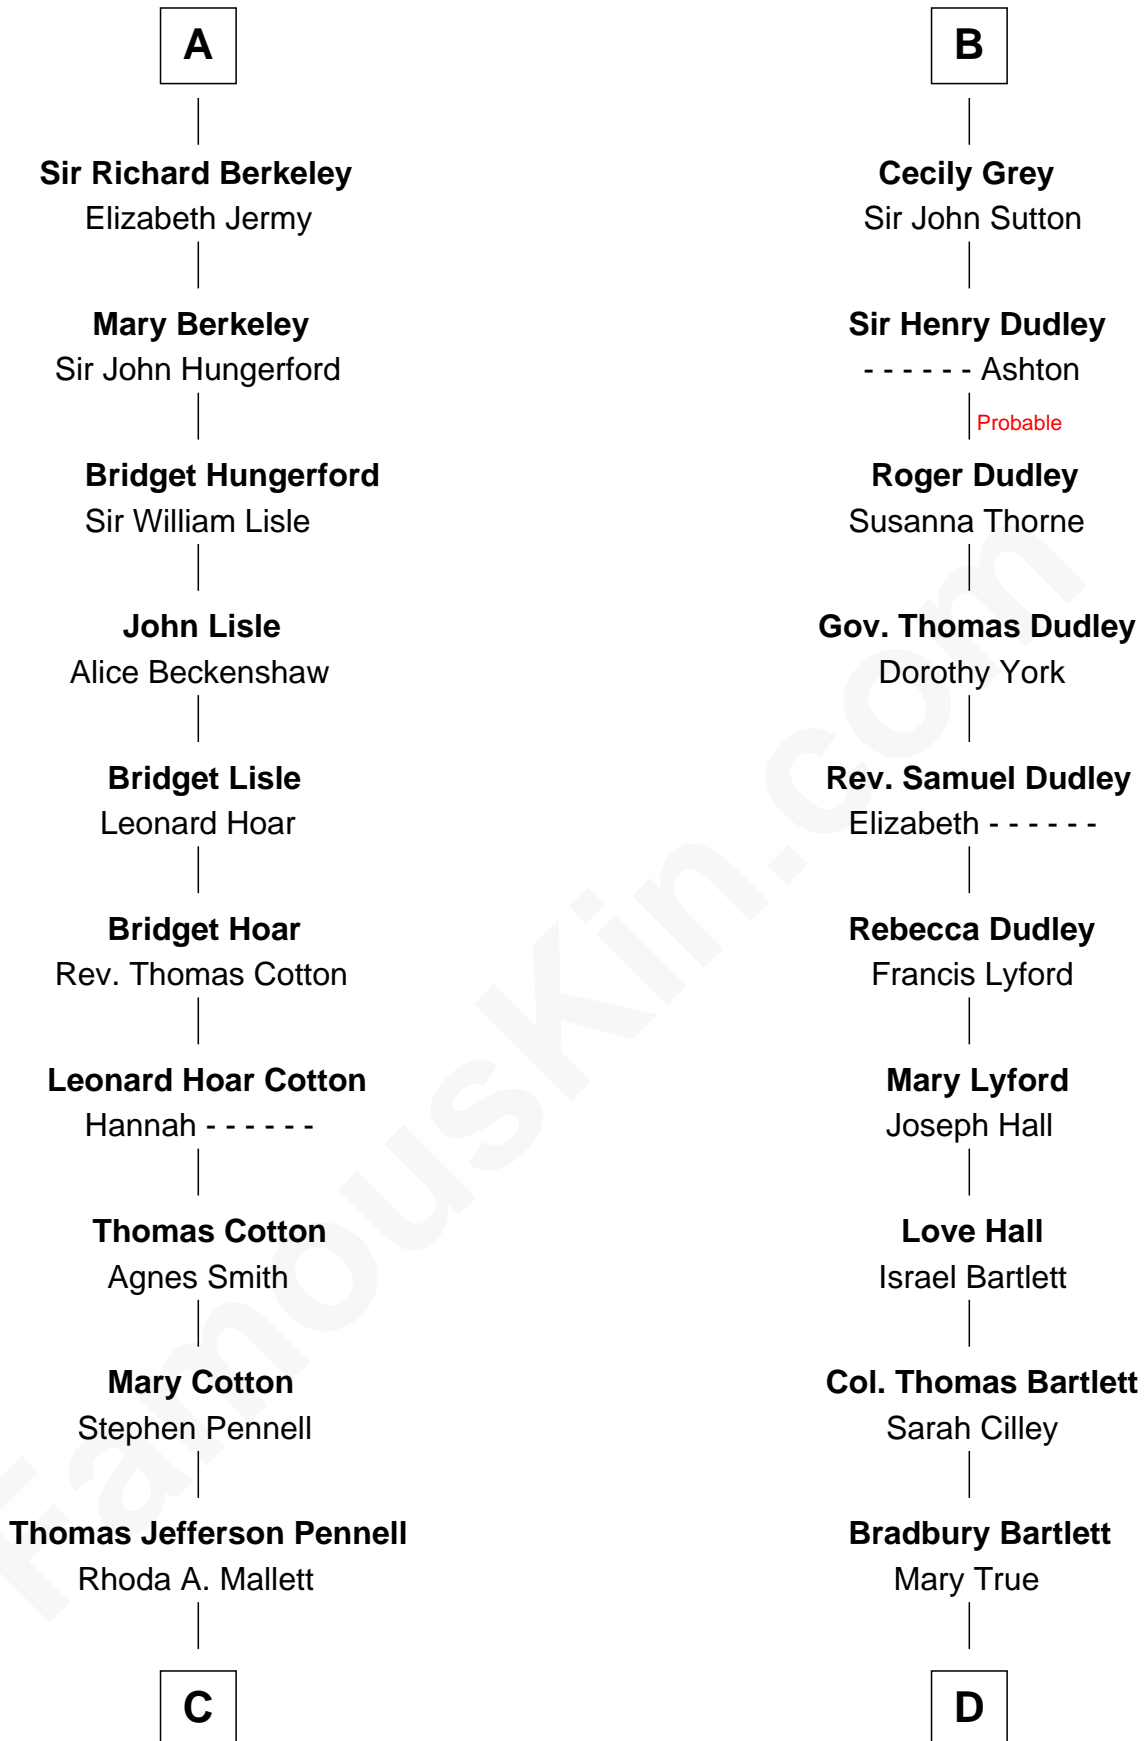 A
Sir Richard Berkeley
Elizabeth Jermy
Mary Berkeley
Sir John Hungerford
Bridget Hungerford
Sir William Lisle
John Lisle
Alice Beckenshaw
Bridget Lisle
Leonard Hoar
Bridget Hoar
Rev. Thomas Cotton
Leonard Hoar Cotton
Hannah - - - - - -
Thomas Cotton
Agnes Smith
Mary Cotton
Stephen Pennell
Thomas Jefferson Pennell
Rhoda A. Mallett
C
B
Cecily Grey
Sir John Sutton
Sir Henry Dudley
- - - - - - Ashton
Probable
Roger Dudley
Susanna Thorne
Gov. Thomas Dudley
Dorothy York
Rev. Samuel Dudley
Elizabeth - - - - - -
Rebecca Dudley
Francis Lyford
Mary Lyford
Joseph Hall
Love Hall
Israel Bartlett
Col. Thomas Bartlett
Sarah Cilley
Bradbury Bartlett
Mary True
D
FamousKin.com